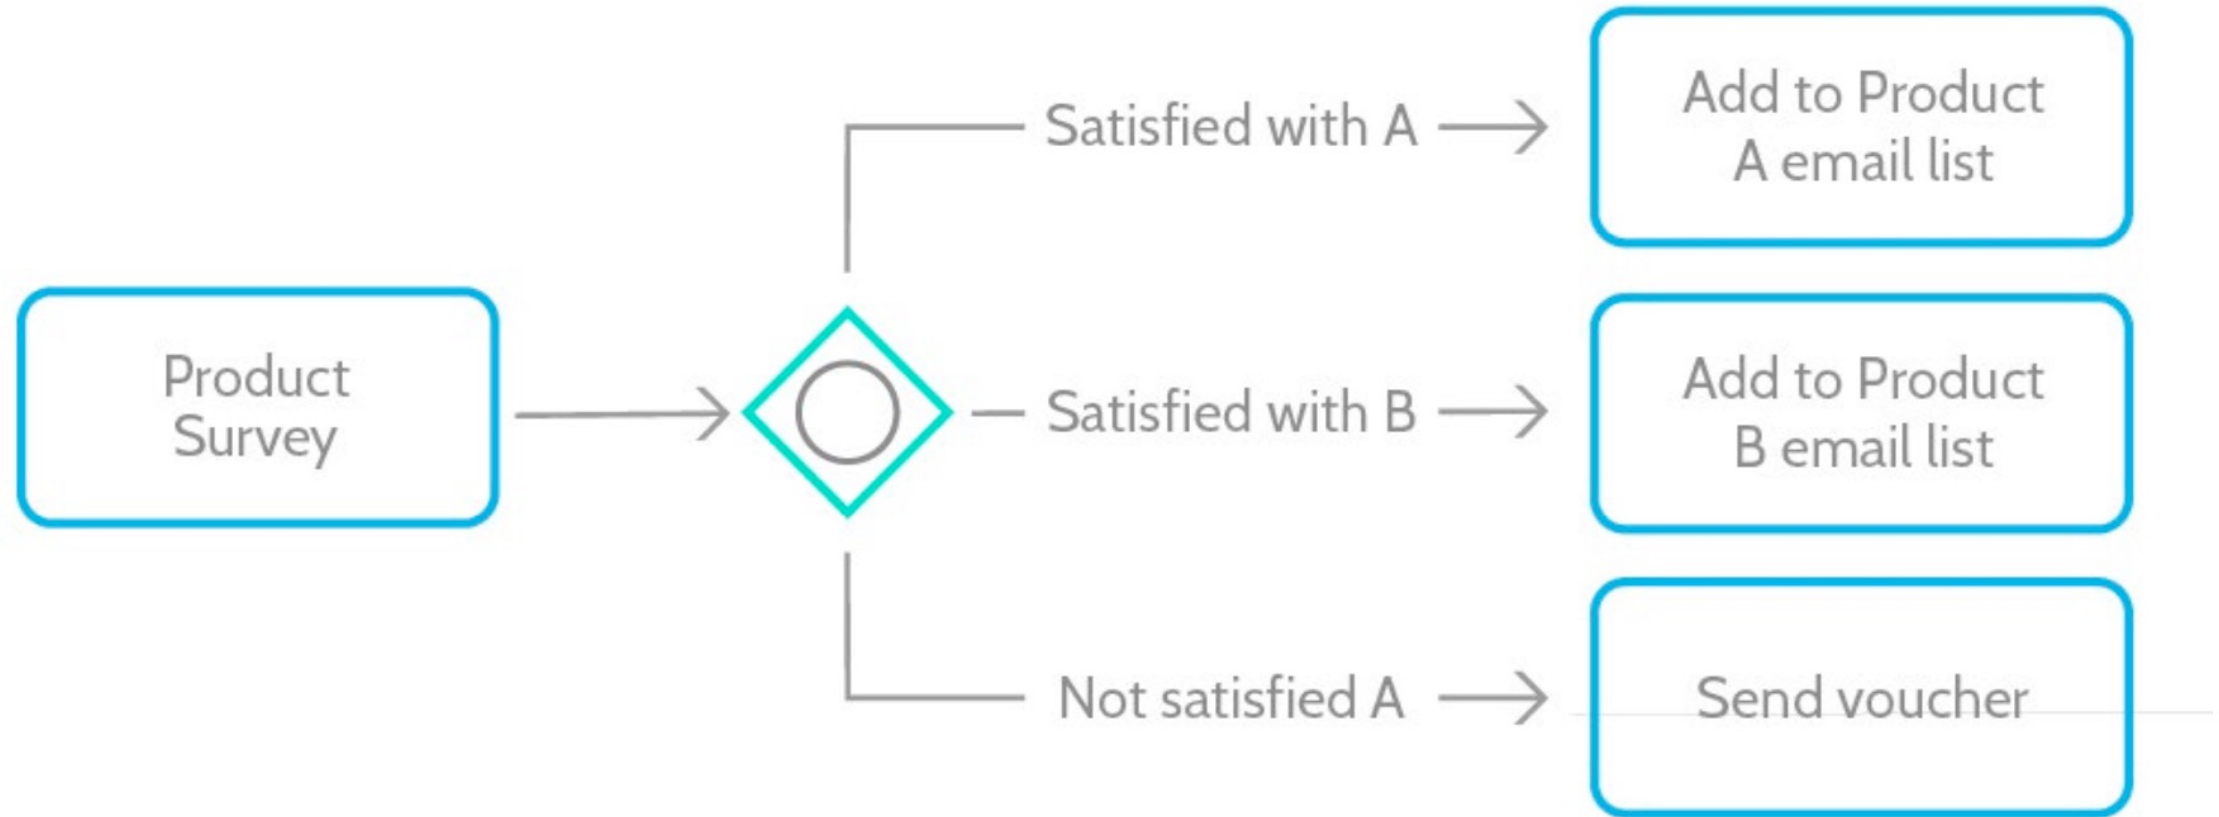 Satisfied with A
Add to Product
A email list
Product
Survey
Satisfied with B
Add to Product
B email list
Not satisfied A
Send voucher